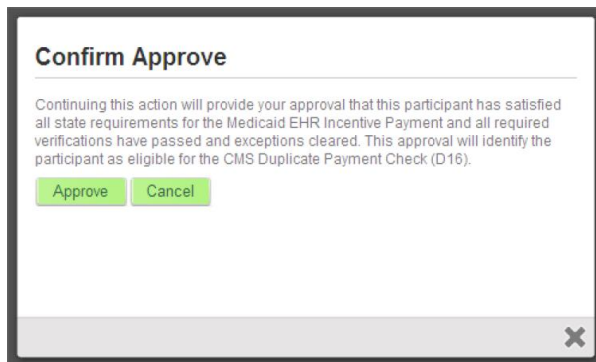 Confirm Approve
Continuing this action will provide your approval that this participant has satisfied
all state requirements for the Medicaid EHR Incentive Payment and all required
verifications have passed and exceptions cleared. This approval will identify the
participant as eligible for the CMS Duplicate Payment Check (D16).
Approve Cancel